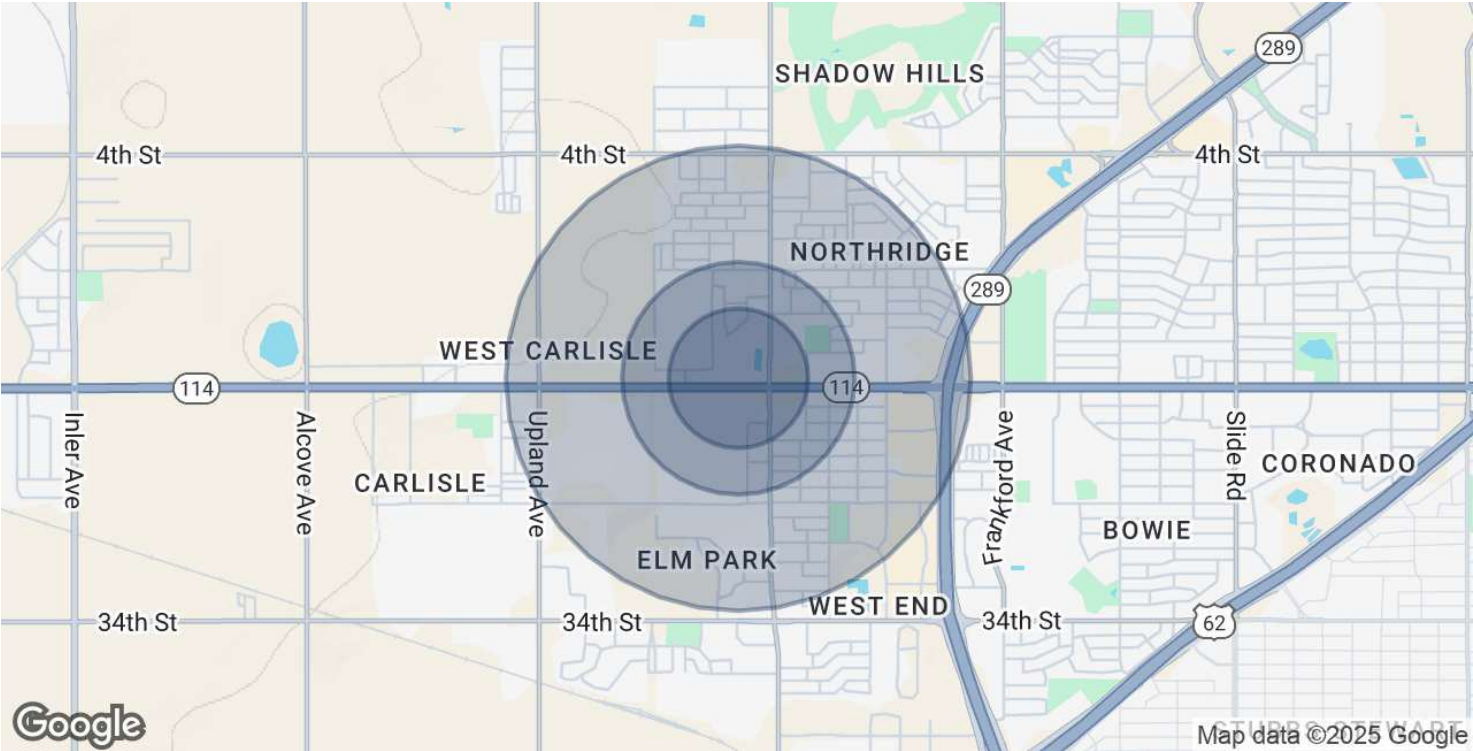 289
SHADOW HILLS
4th St
4th St
4th St
NORTHRIDGE
289
WEST CARLISLE
114
114
Inler Ave
Alcove Ave
Upland Ave
Frankford Ave
Slide Rd
CORONADO
CARLISLE
BOWIE
ELM PARK
WEST END
34th St
34th St
34th St
62
Google
STUBBS STEWART
Map data ©2025 Google